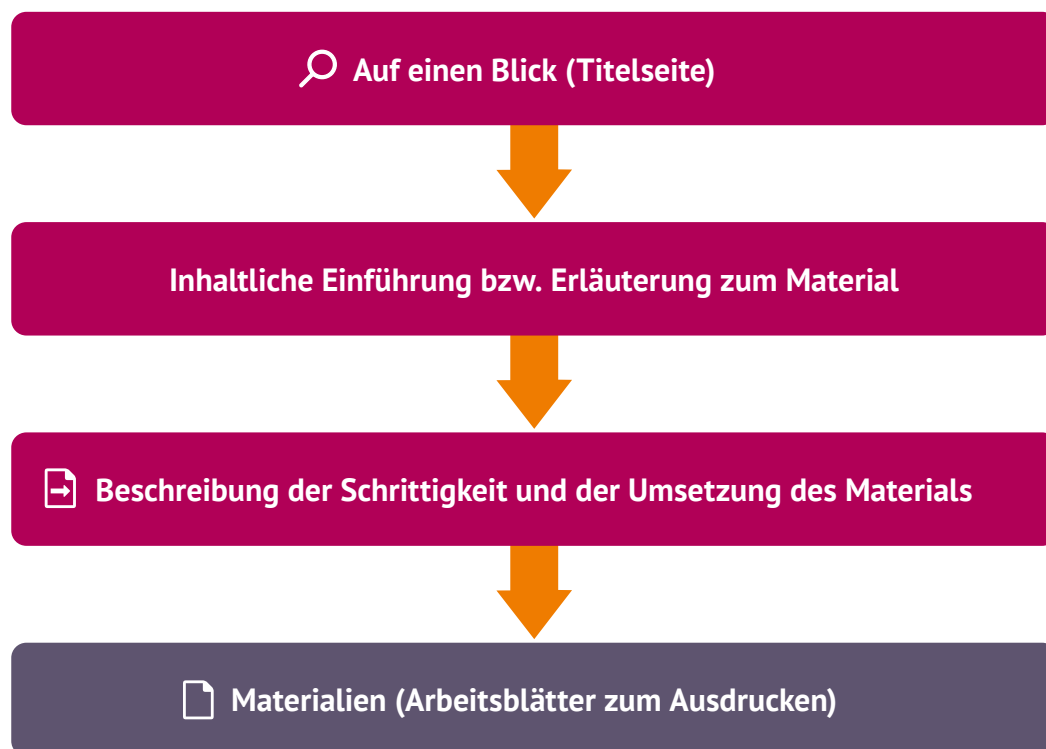 Auf einen Blick (Titelseite)
Inhaltliche Einführung bzw. Erläuterung zum Material
Beschreibung der Schrittigkeit und der Umsetzung des Materials
Materialien (Arbeitsblätter zum Ausdrucken)